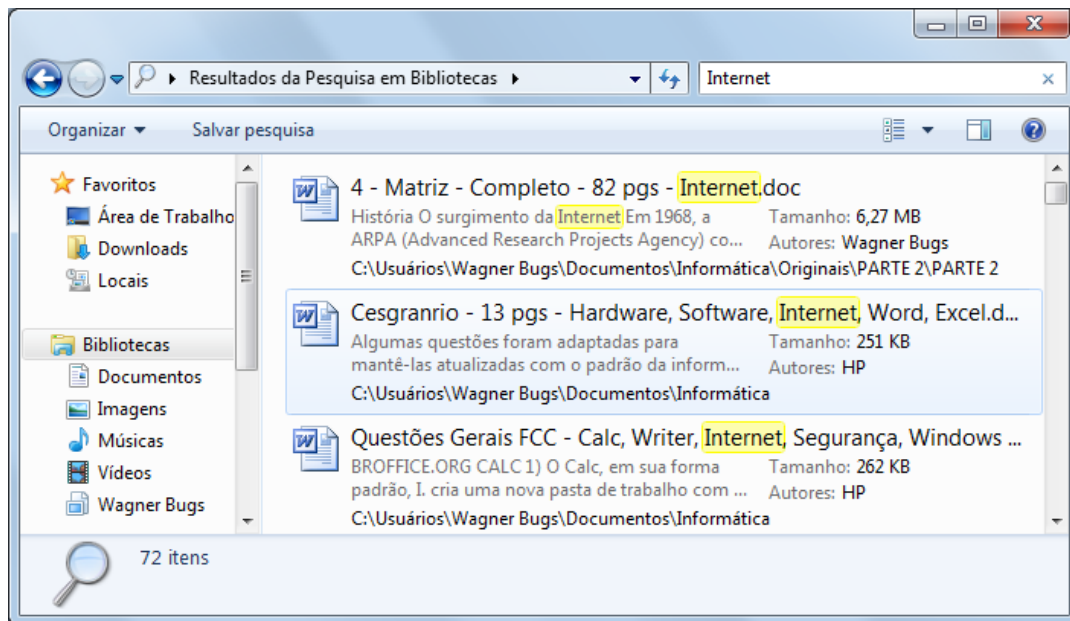 Resultados da Pesquisa em Bibliotecas
Internet
Organizar
Salvar pesquisa
Favoritos
Área de Trabalho
Downloads
Locais
Bibliotecas
Documentos
Imagens
Músicas
Vídeos
Wagner Bugs
4 - Matriz - Completo - 82 pgs - Internet.doc
História O surgimento da Internet Em 1968, a
ARPA (Advanced Research Projects Agency) co...
Tamanho: 6,27 MB
Autores: Wagner Bugs
C:\Usuários\Wagner Bugs\Documentos\Informática\Originais\PARTE 2\PARTE 2
Cesgranrio - 13 pgs - Hardware, Software, Internet, Word, Excel.d...
Algumas questões foram adaptadas para
mantê-las atualizadas com o padrão da inform...
Tamanho: 251 KB
Autores: HP
C:\Usuários\Wagner Bugs\Documentos\Informática
Questões Gerais FCC - Calc, Writer, Internet, Segurança, Windows ...
BROFFICE.ORG CALC 1) O Calc, em sua forma
padrão, I. cria uma nova pasta de trabalho com ...
Tamanho: 262 KB
Autores: HP
C:\Usuários\Wagner Bugs\Documentos\Informática
72 itens